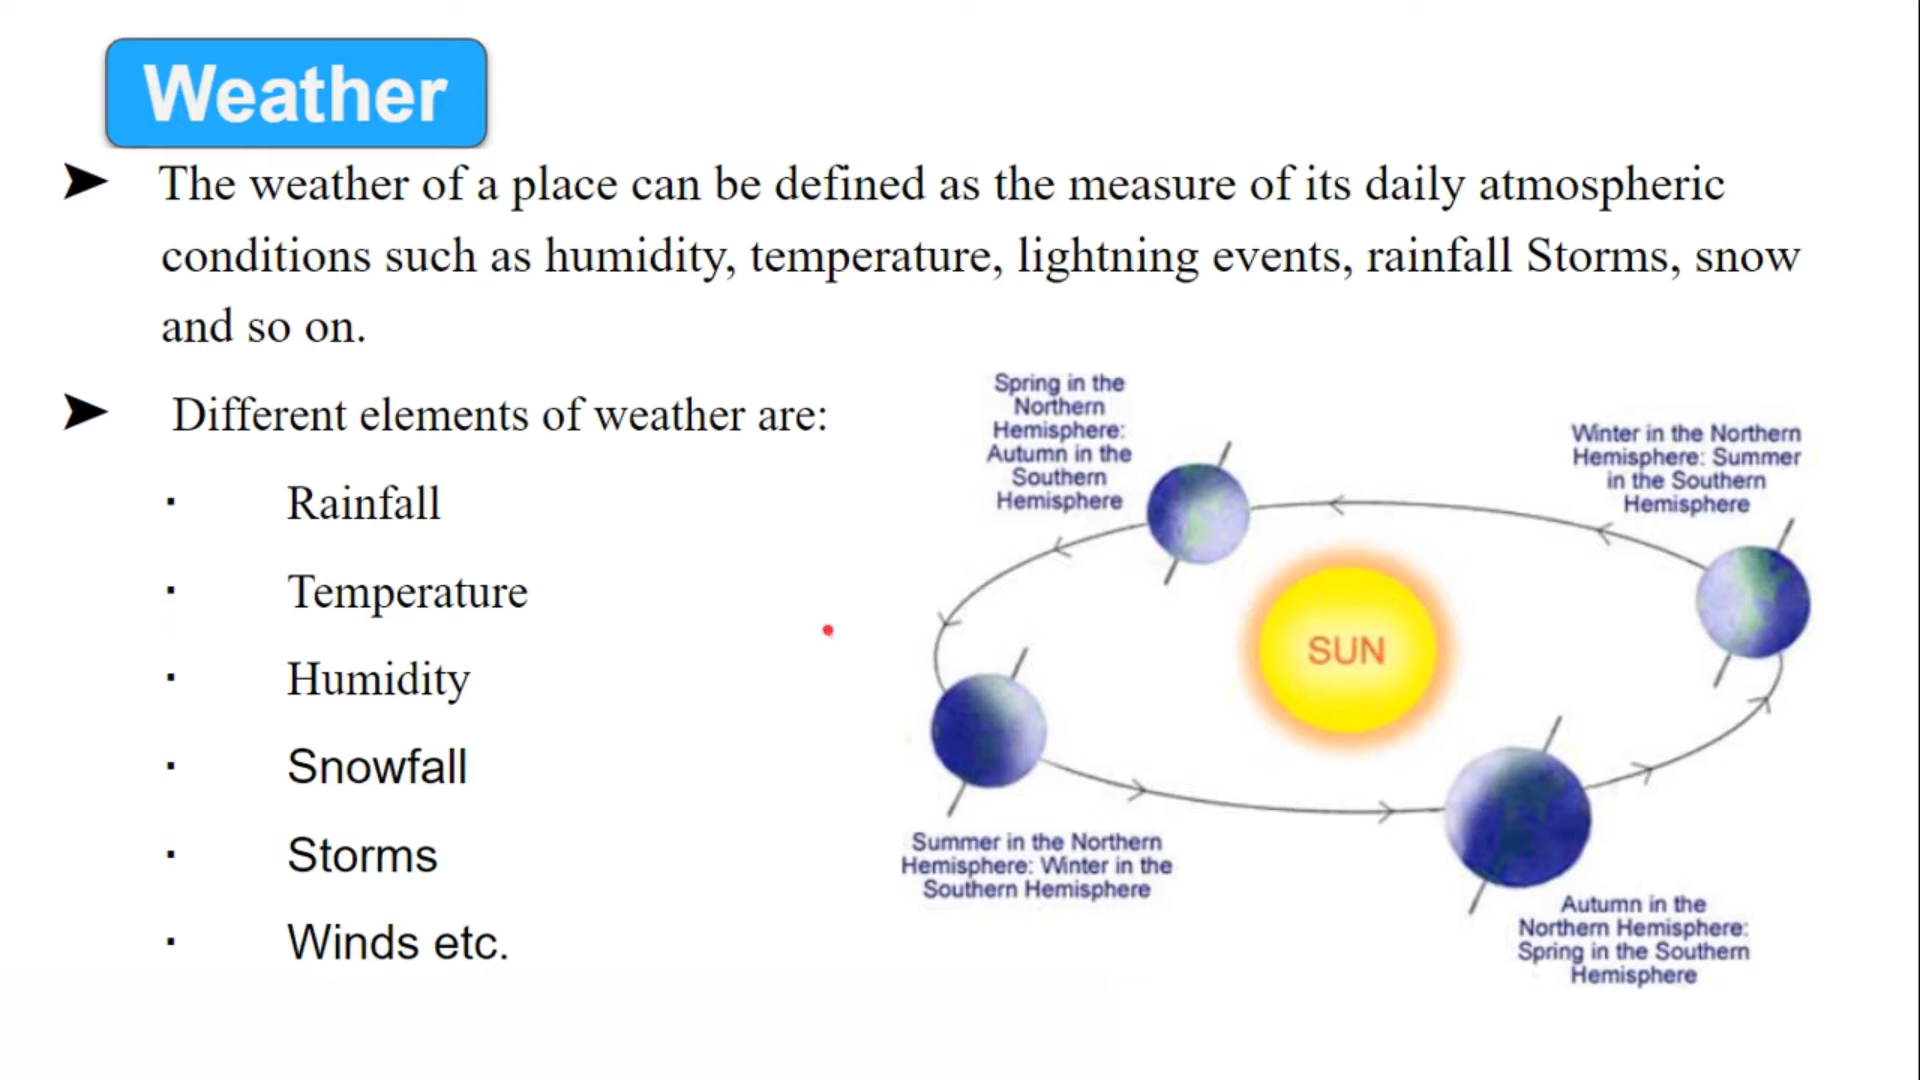 Weather
➤ The weather of a place can be defined as the measure of its daily atmospheric
conditions such as humidity, temperature, lightning events, rainfall Storms, snow
and so on.
➤ Different elements of weather are:
· Rainfall
· Temperature
· Humidity
· Snowfall
· Storms
· Winds etc.
Spring in the
Northern
Hemisphere:
Autumn in the
Southern
Hemisphere
Winter in the Northern
Hemisphere: Summer
in the Southern
Hemisphere
SUN
Summer in the Northern
Hemisphere: Winter in the
Southern Hemisphere
Autumn in the
Northern Hemisphere:
Spring in the Southern
Hemisphere